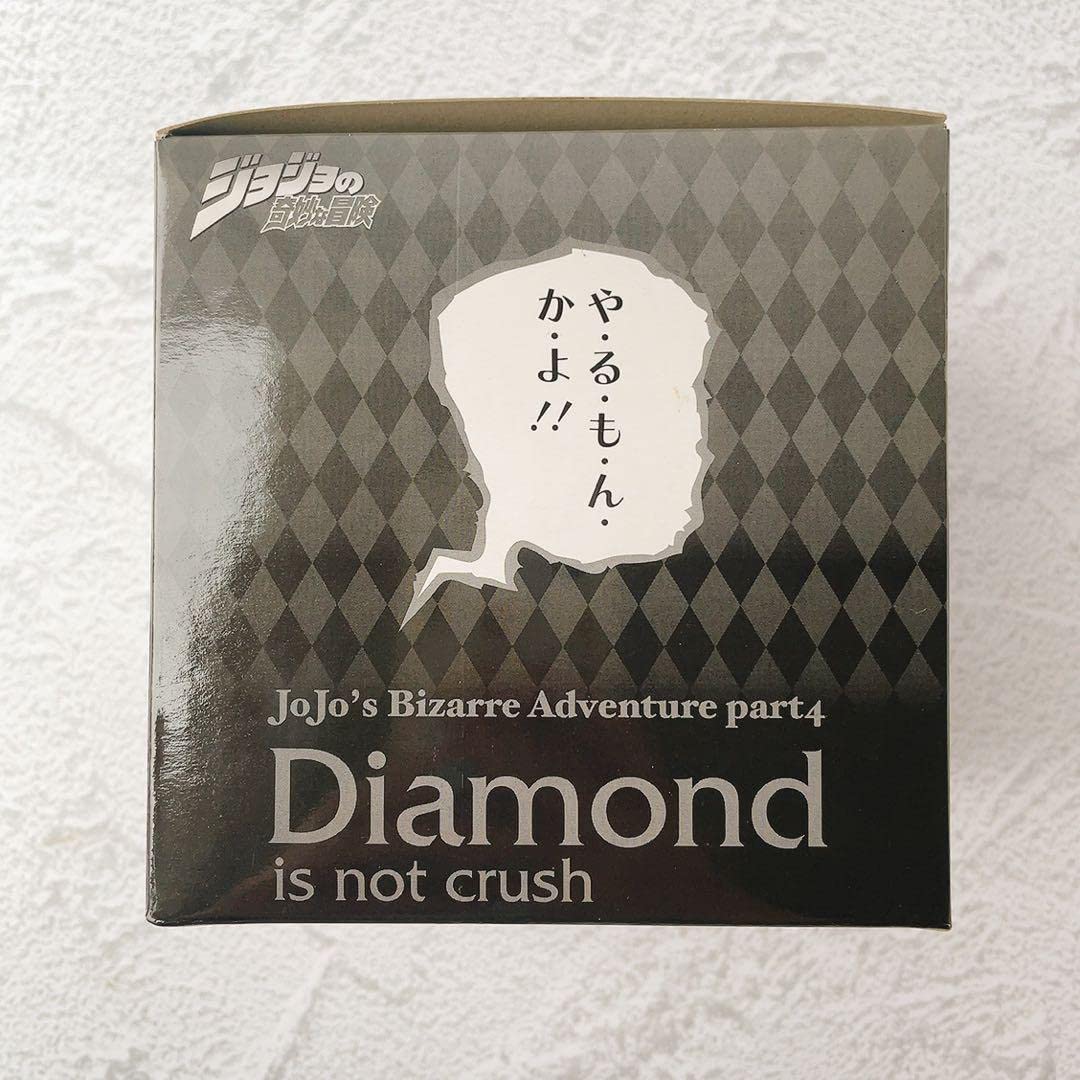 ジョジョの
奇妙な冒険
や・る・も・ん・
か・よ!!
JoJo's Bizarre Adventure part4
Diamond
is not crush